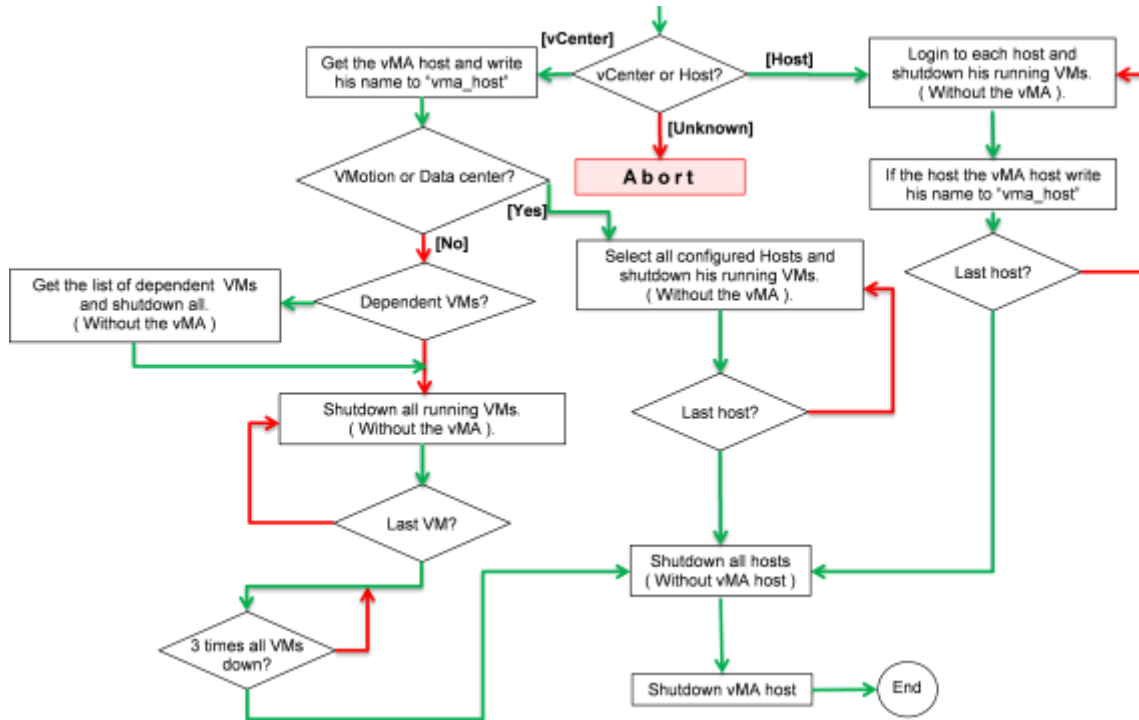 [vCenter]
Get the vMA host and write
his name to "vma_host"
vCenter or Host?
[Host]
Login to each host and
shutdown his running VMs.
( Without the vMA ).
[Unknown]
Abort
VMotion or Data center?
[Yes]
If the host the vMA host write
his name to "vma_host"
[No]
Select all configured Hosts and
shutdown his running VMs.
( Without the vMA ).
Last host?
Get the list of dependent VMs
and shutdown all.
( Without the vMA )
Dependent VMs?
Shutdown all running VMs.
( Without the vMA ).
Last host?
Last VM?
Shutdown all hosts
( Without vMA host )
3 times all VMs
down?
Shutdown vMA host
End